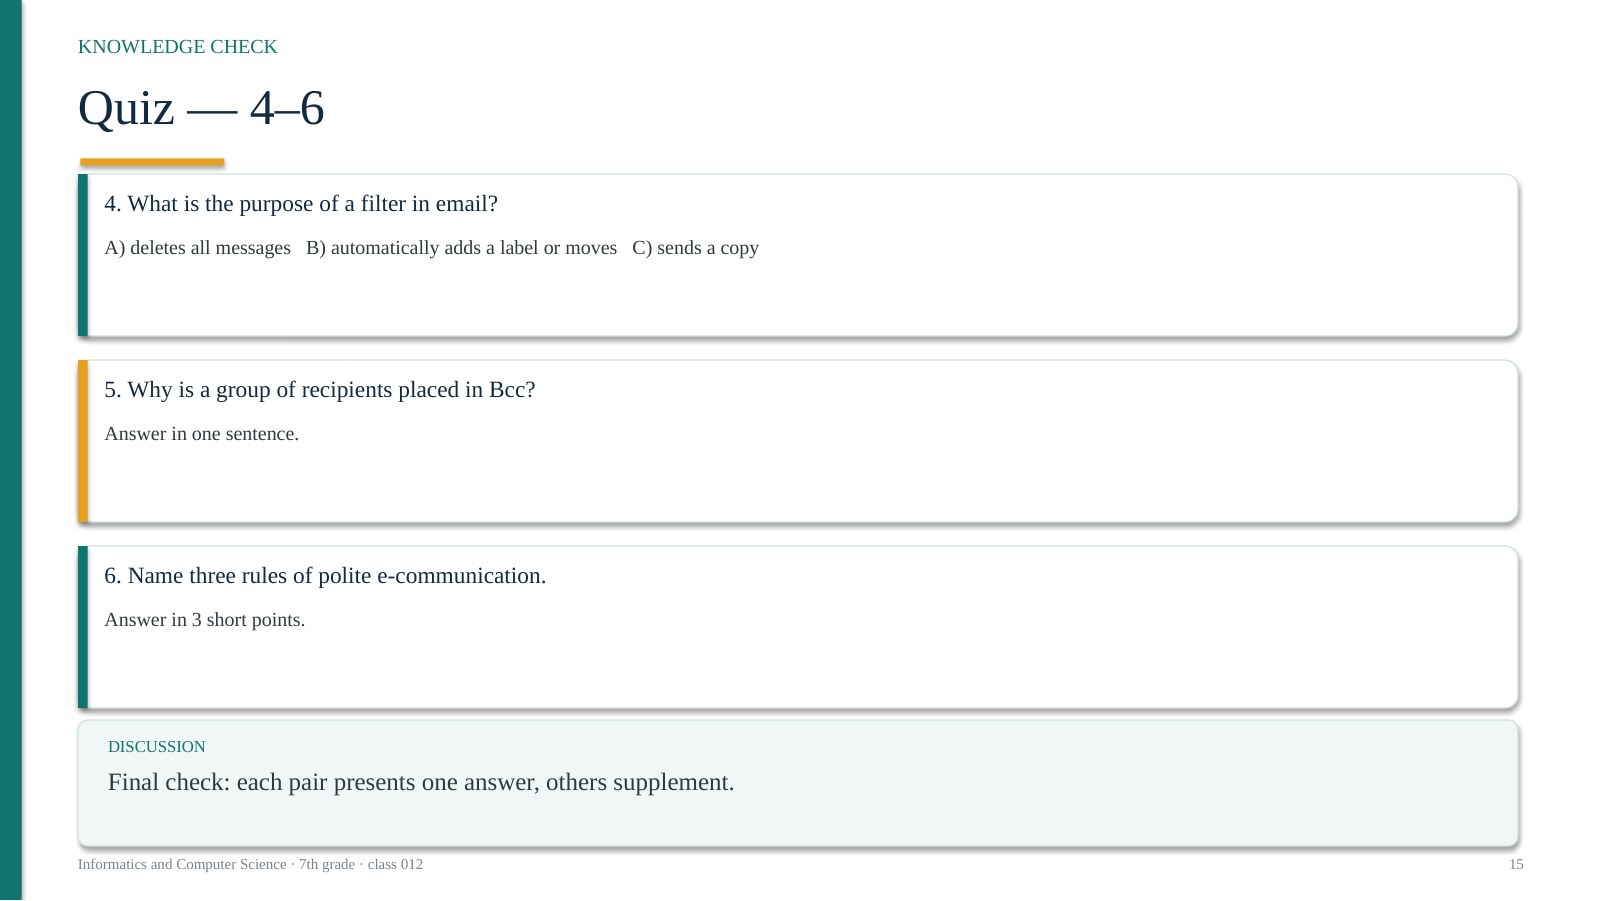 KNOWLEDGE CHECK
Quiz — 4–6
4. What is the purpose of a filter in email?
A) deletes all messages   B) automatically adds a label or moves   C) sends a copy
5. Why is a group of recipients placed in Bcc?
Answer in one sentence.
6. Name three rules of polite e-communication.
Answer in 3 short points.
DISCUSSION
Final check: each pair presents one answer, others supplement.
Informatics and Computer Science · 7th grade · class 012
15